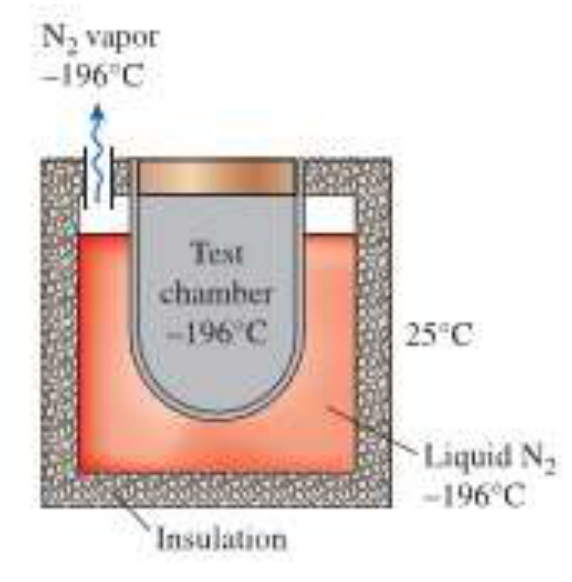 N₂ vapor
–196°C
Test
chamber
–196°C
25°C
Liquid N₂
–196°C
Insulation